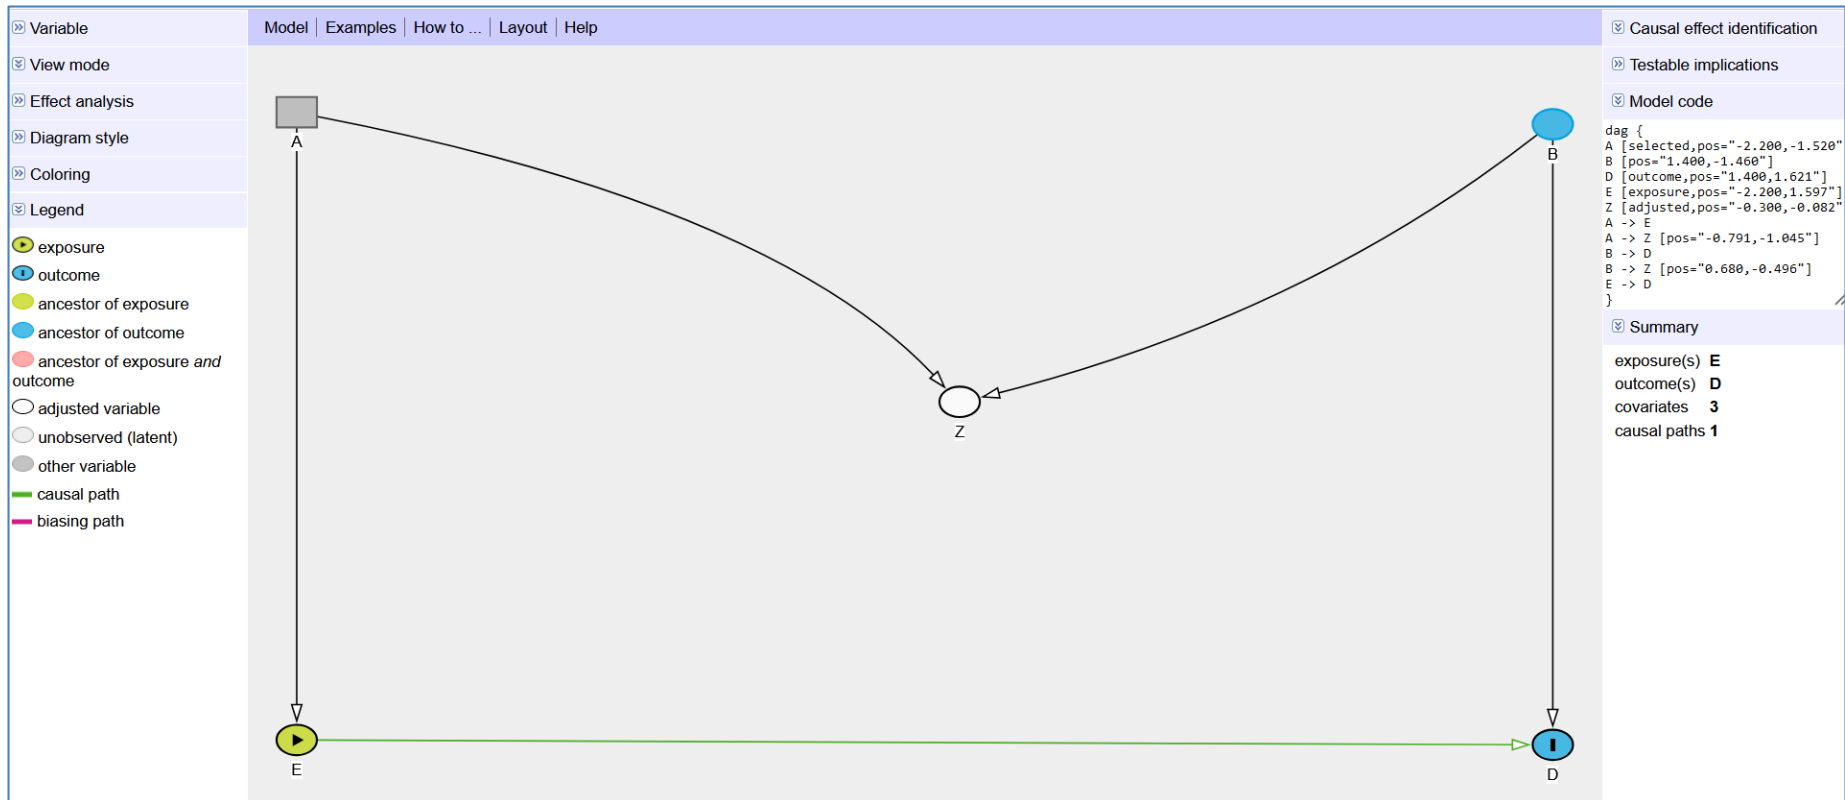 Variable
View mode
Effect analysis
Diagram style
Coloring
Legend
exposure
outcome
ancestor of exposure
ancestor of outcome
ancestor of exposure and
outcome
adjusted variable
unobserved (latent)
other variable
causal path
biasing path
Model | Examples | How to ... | Layout | Help
A
B
Z
E
D
Causal effect identification
Testable implications
Model code
dag {
A [selected,pos="-2.200,-1.520"
B [pos="1.400,-1.460"]
D [outcome,pos="1.400,1.621"]
E [exposure,pos="-2.200,1.597"]
Z [adjusted,pos="-0.300,-0.082"
A -> E
A -> Z [pos="-0.791,-1.045"]
B -> D
B -> Z [pos="0.680,-0.496"]
E -> D
}
Summary
exposure(s) E
outcome(s) D
covariates 3
causal paths 1